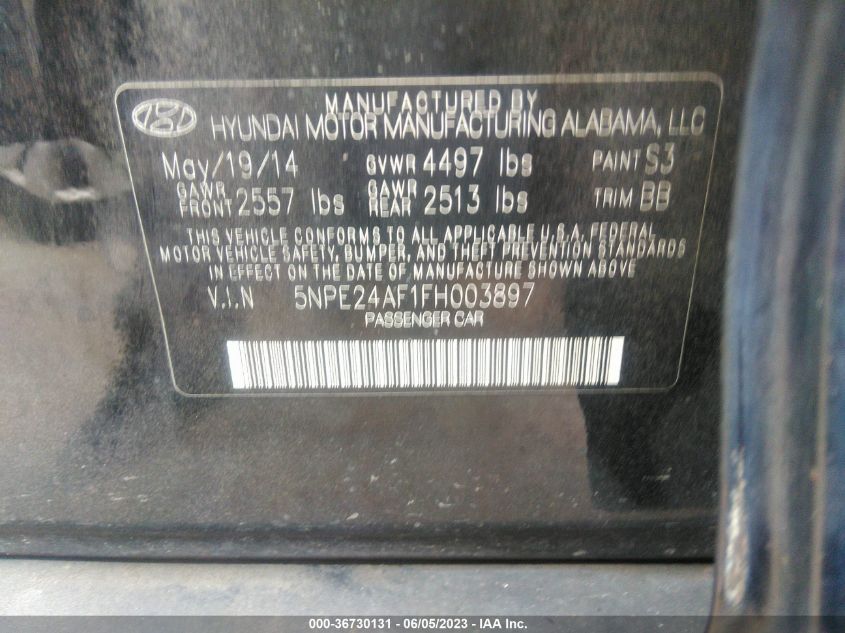 MANUFACTURED BY
HYUNDAI MOTOR MANUFACTURING ALABAMA, LLC
May/19/14 GVWR 4497 lbs PAINT S3
GAWR FRONT 2557 lbs GAWR REAR 2513 lbs TRIM BB
THIS VEHICLE CONFORMS TO ALL APPLICABLE U.S.A. FEDERAL
MOTOR VEHICLE SAFETY, BUMPER, AND THEFT PREVENTION STANDARDS
IN EFFECT ON THE DATE OF MANUFACTURE SHOWN ABOVE
V.I.N 5NPE24AF1FH003897
PASSENGER CAR
000-36730131 - 06/05/2023 - IAA Inc.